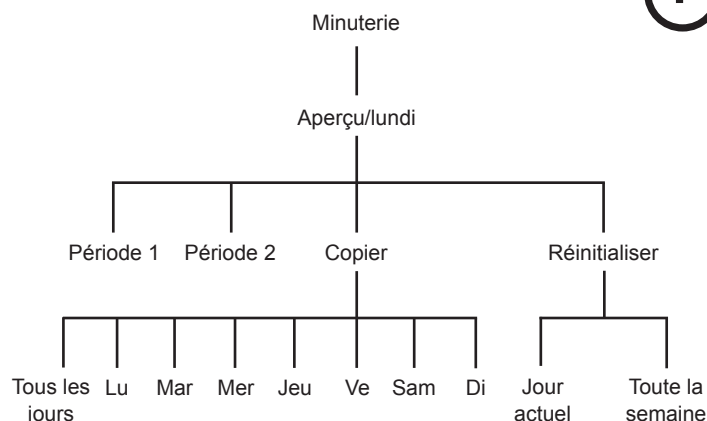 Minuterie
Aperçu/lundi
Période 1 Période 2 Copier Réinitialiser
Tous les jours Lu Mar Mer Jeu Ve Sam Di Jour actuel Toute la semaine